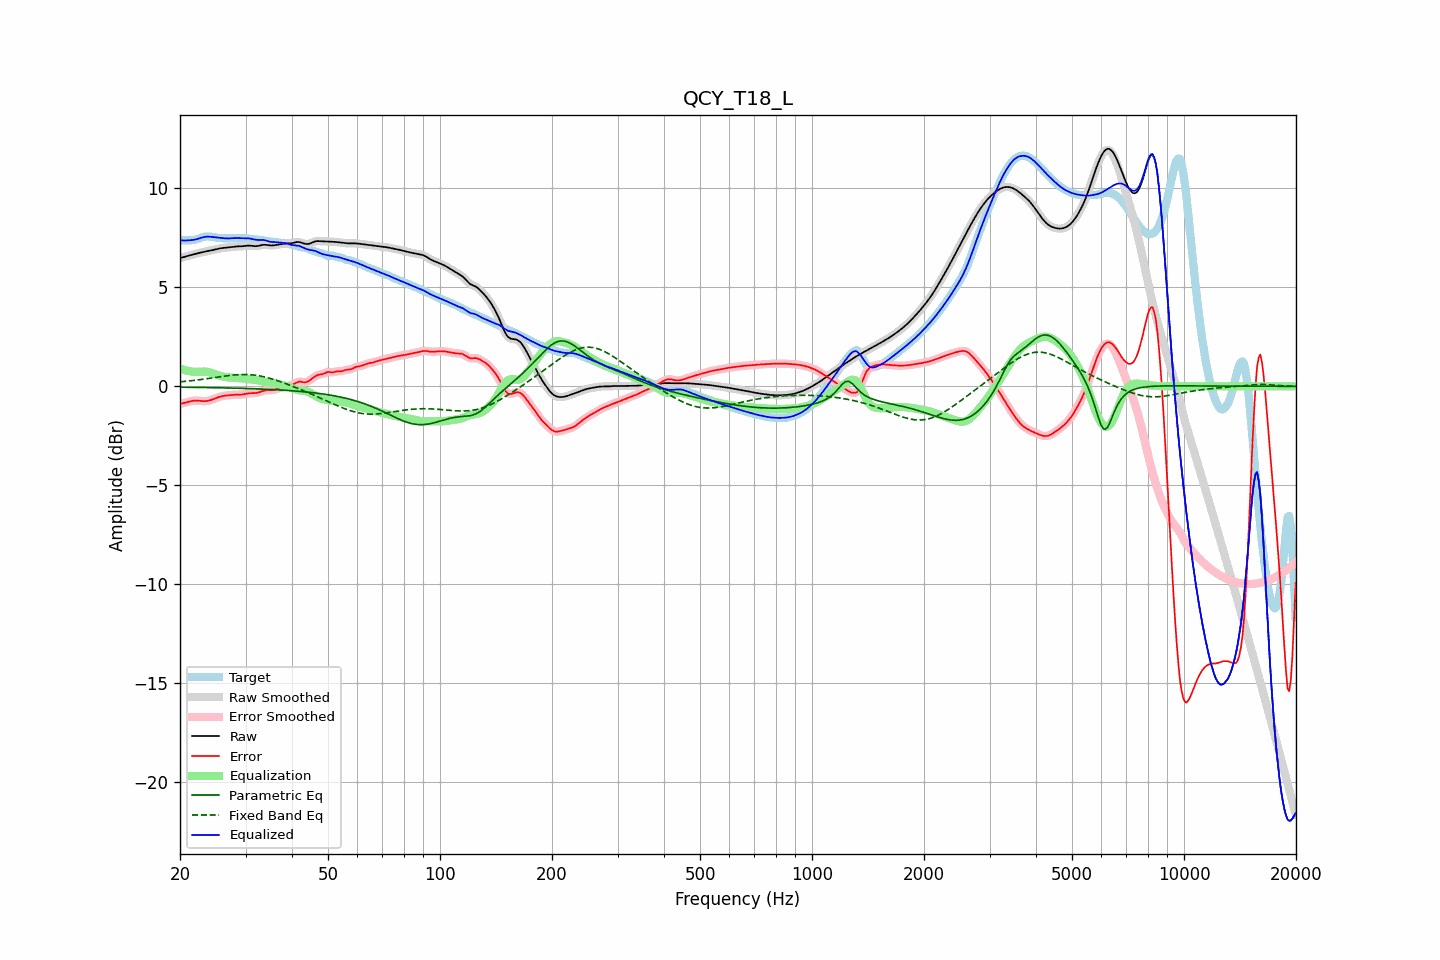 QCY_T18_L
10
5
0
−5
−10
−15
−20
Amplitude (dBr)
Target
Raw Smoothed
Error Smoothed
Raw
Error
Equalization
Parametric Eq
Fixed Band Eq
Equalized
20 50 100 200 500 1000 2000 5000 10000 20000
Frequency (Hz)